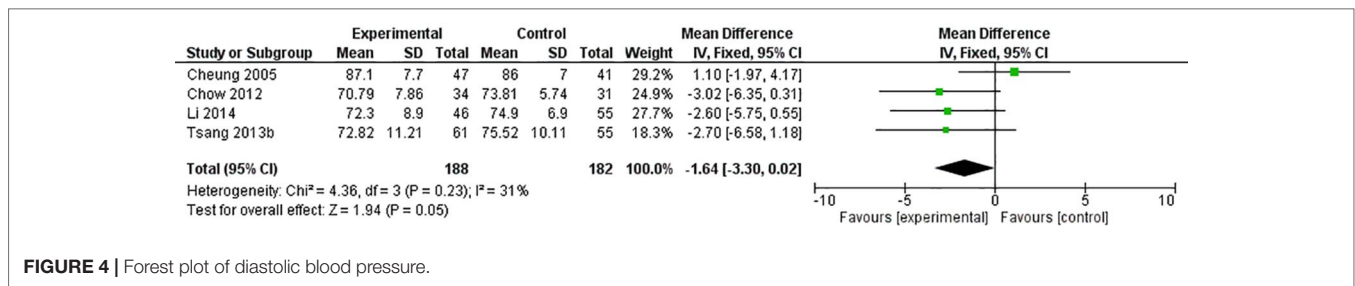 Experimental Control Mean Difference Mean Difference
Study or Subgroup Mean SD Total Mean SD Total Weight IV, Fixed, 95% CI IV, Fixed, 95% CI
Cheung 2005 87.1 7.7 47 86 7 41 29.2% 1.10 [-1.97, 4.17]
Chow 2012 70.79 7.86 34 73.81 5.74 31 24.9% -3.02 [-6.35, 0.31]
Li 2014 72.3 8.9 46 74.9 6.9 55 27.7% -2.60 [-5.75, 0.55]
Tsang 2013b 72.82 11.21 61 75.52 10.11 55 18.3% -2.70 [-6.58, 1.18]
Total (95% CI) 188 182 100.0% -1.64 [-3.30, 0.02]
Heterogeneity: Chi² = 4.36, df = 3 (P = 0.23); I² = 31%
Test for overall effect: Z = 1.94 (P = 0.05)
-10 -5 0 5 10
Favours [experimental] Favours [control]
FIGURE 4 | Forest plot of diastolic blood pressure.